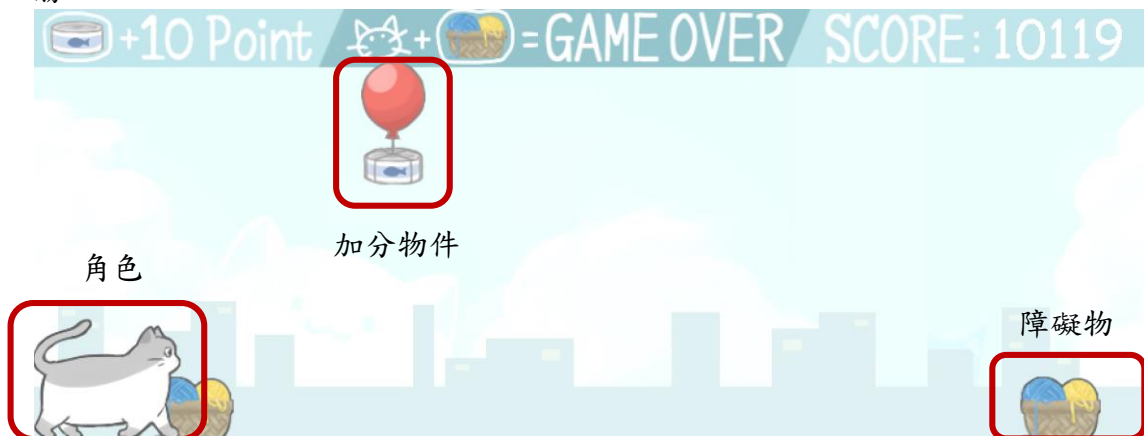 +10 Point + = GAME OVER SCORE: 10119
加分物件
角色
障礙物